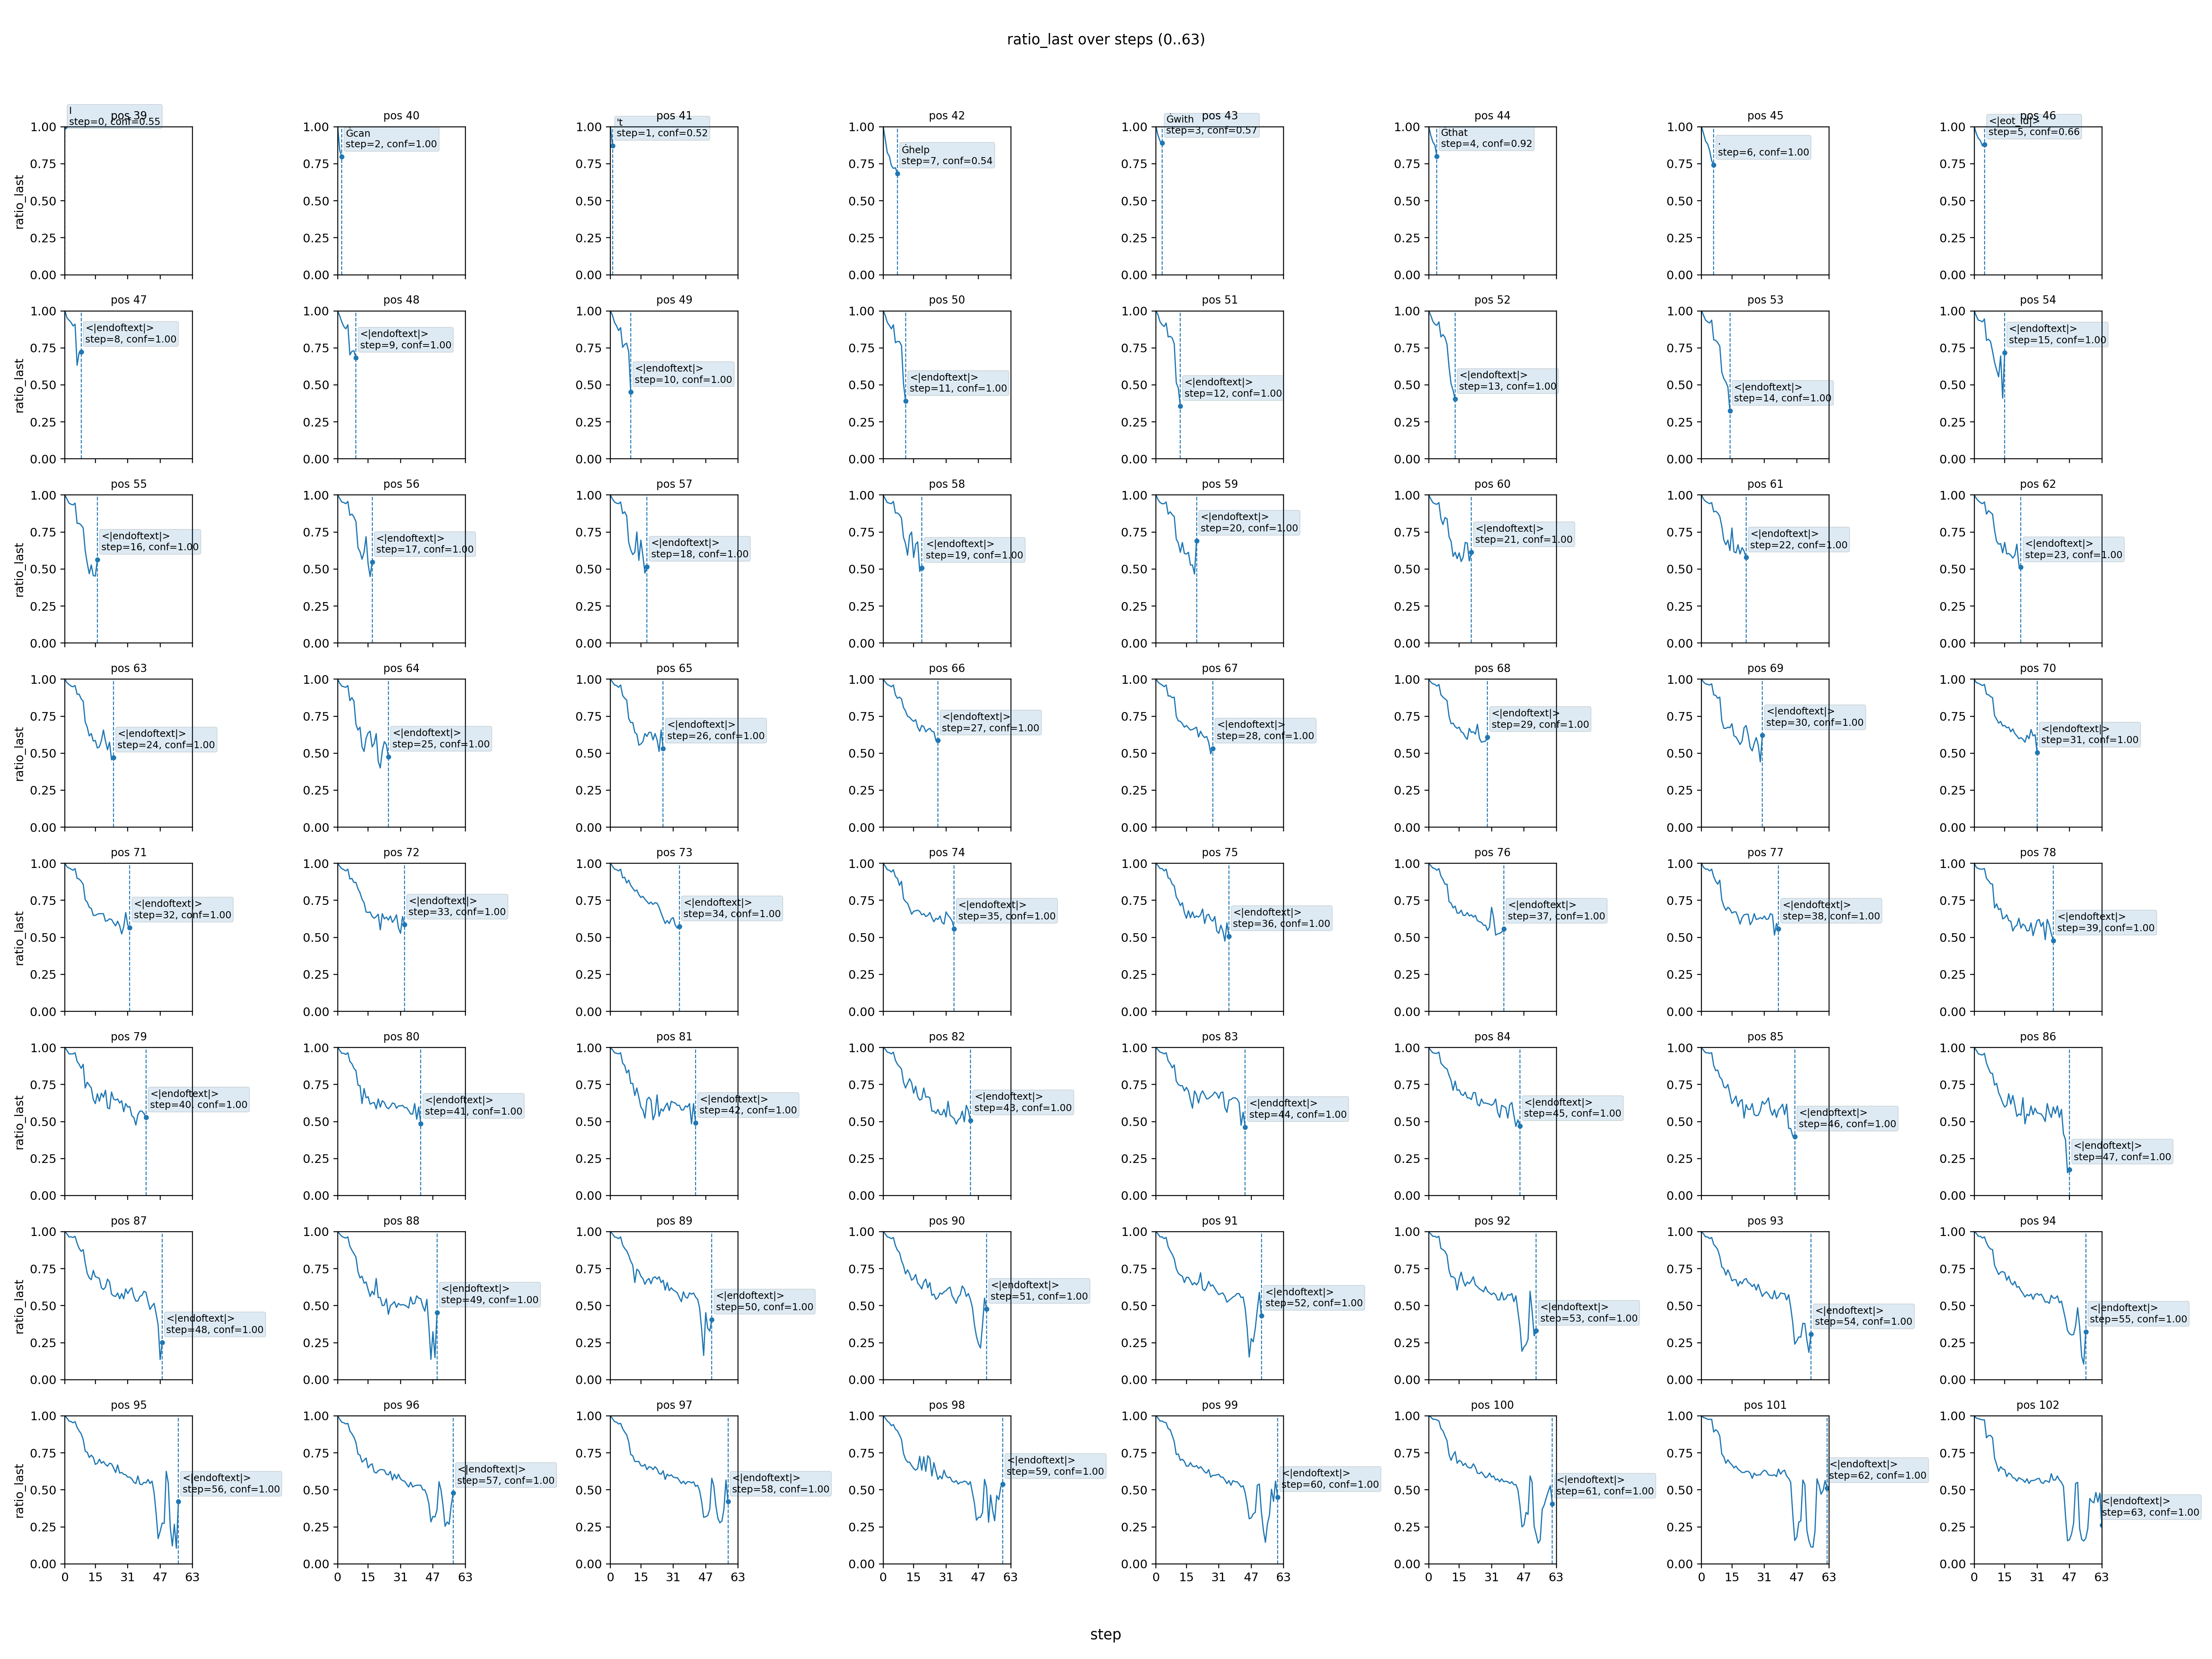 ratio_last over steps (0..63)
pos 39
pos 40
pos 41
pos 42
pos 43
pos 44
pos 45
pos 46
ratio_last
1.00
0.75
0.50
0.25
0.00
I
step=0, conf=0.55
Ġcan
step=2, conf=1.00
't
step=1, conf=0.52
Ġhelp
step=7, conf=0.54
Ġwith
step=3, conf=0.57
Ġthat
step=4, conf=0.92
.
step=6, conf=1.00
<|eot_id|>
step=5, conf=0.66
pos 47
pos 48
pos 49
pos 50
pos 51
pos 52
pos 53
pos 54
ratio_last
<|endoftext|>
step=8, conf=1.00
<|endoftext|>
step=9, conf=1.00
<|endoftext|>
step=10, conf=1.00
<|endoftext|>
step=11, conf=1.00
<|endoftext|>
step=12, conf=1.00
<|endoftext|>
step=13, conf=1.00
<|endoftext|>
step=14, conf=1.00
<|endoftext|>
step=15, conf=1.00
pos 55
pos 56
pos 57
pos 58
pos 59
pos 60
pos 61
pos 62
ratio_last
<|endoftext|>
step=16, conf=1.00
<|endoftext|>
step=17, conf=1.00
<|endoftext|>
step=18, conf=1.00
<|endoftext|>
step=19, conf=1.00
<|endoftext|>
step=20, conf=1.00
<|endoftext|>
step=21, conf=1.00
<|endoftext|>
step=22, conf=1.00
<|endoftext|>
step=23, conf=1.00
pos 63
pos 64
pos 65
pos 66
pos 67
pos 68
pos 69
pos 70
ratio_last
<|endoftext|>
step=24, conf=1.00
<|endoftext|>
step=25, conf=1.00
<|endoftext|>
step=26, conf=1.00
<|endoftext|>
step=27, conf=1.00
<|endoftext|>
step=28, conf=1.00
<|endoftext|>
step=29, conf=1.00
<|endoftext|>
step=30, conf=1.00
<|endoftext|>
step=31, conf=1.00
pos 71
pos 72
pos 73
pos 74
pos 75
pos 76
pos 77
pos 78
ratio_last
<|endoftext|>
step=32, conf=1.00
<|endoftext|>
step=33, conf=1.00
<|endoftext|>
step=34, conf=1.00
<|endoftext|>
step=35, conf=1.00
<|endoftext|>
step=36, conf=1.00
<|endoftext|>
step=37, conf=1.00
<|endoftext|>
step=38, conf=1.00
<|endoftext|>
step=39, conf=1.00
pos 79
pos 80
pos 81
pos 82
pos 83
pos 84
pos 85
pos 86
ratio_last
<|endoftext|>
step=40, conf=1.00
<|endoftext|>
step=41, conf=1.00
<|endoftext|>
step=42, conf=1.00
<|endoftext|>
step=43, conf=1.00
<|endoftext|>
step=44, conf=1.00
<|endoftext|>
step=45, conf=1.00
<|endoftext|>
step=46, conf=1.00
<|endoftext|>
step=47, conf=1.00
pos 87
pos 88
pos 89
pos 90
pos 91
pos 92
pos 93
pos 94
ratio_last
<|endoftext|>
step=48, conf=1.00
<|endoftext|>
step=49, conf=1.00
<|endoftext|>
step=50, conf=1.00
<|endoftext|>
step=51, conf=1.00
<|endoftext|>
step=52, conf=1.00
<|endoftext|>
step=53, conf=1.00
<|endoftext|>
step=54, conf=1.00
<|endoftext|>
step=55, conf=1.00
pos 95
pos 96
pos 97
pos 98
pos 99
pos 100
pos 101
pos 102
ratio_last
<|endoftext|>
step=56, conf=1.00
<|endoftext|>
step=57, conf=1.00
<|endoftext|>
step=58, conf=1.00
<|endoftext|>
step=59, conf=1.00
<|endoftext|>
step=60, conf=1.00
<|endoftext|>
step=61, conf=1.00
<|endoftext|>
step=62, conf=1.00
<|endoftext|>
step=63, conf=1.00
0 15 31 47 63
step